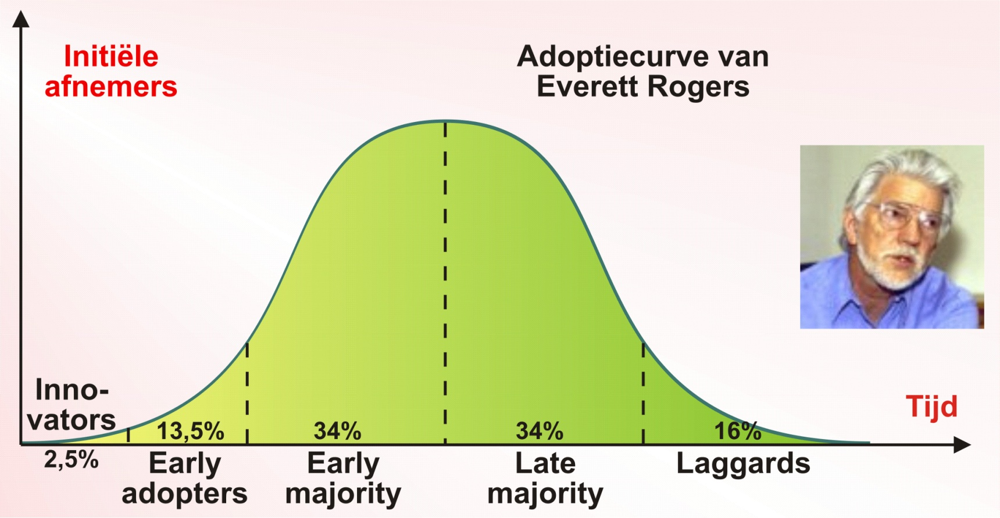 Initiële
afnemers
Adoptiecurve van
Everett Rogers
Inno-
vators
2,5%
13,5%
Early
adopters
34%
Early
majority
34%
Late
majority
16%
Laggards
Tijd